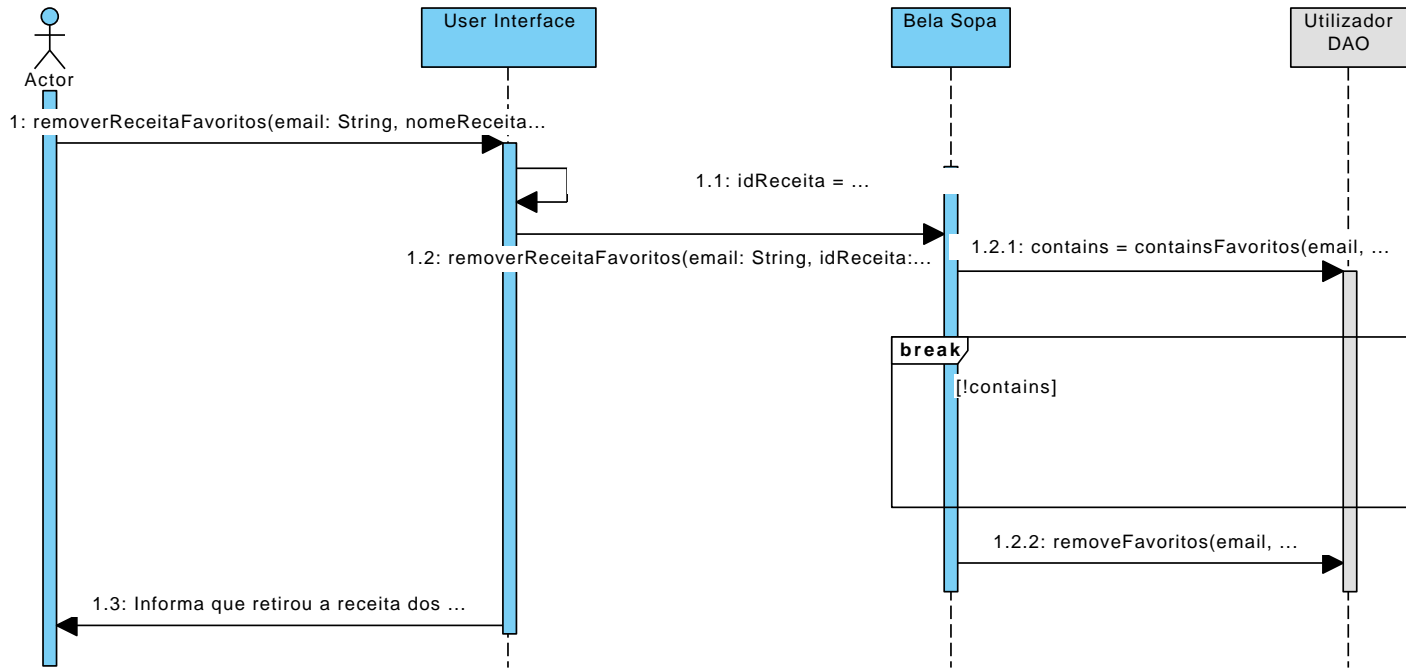 User Interface
Bela Sopa
Utilizador
DAO
Actor
1: removerReceitaFavoritos(email: String, nomeReceita...
1.1: idReceita = ...
1.2: removerReceitaFavoritos(email: String, idReceita:...
1.2.1: contains = containsFavoritos(email, ...
break
[!contains]
1.2.2: removeFavoritos(email, ...
1.3: Informa que retirou a receita dos ...